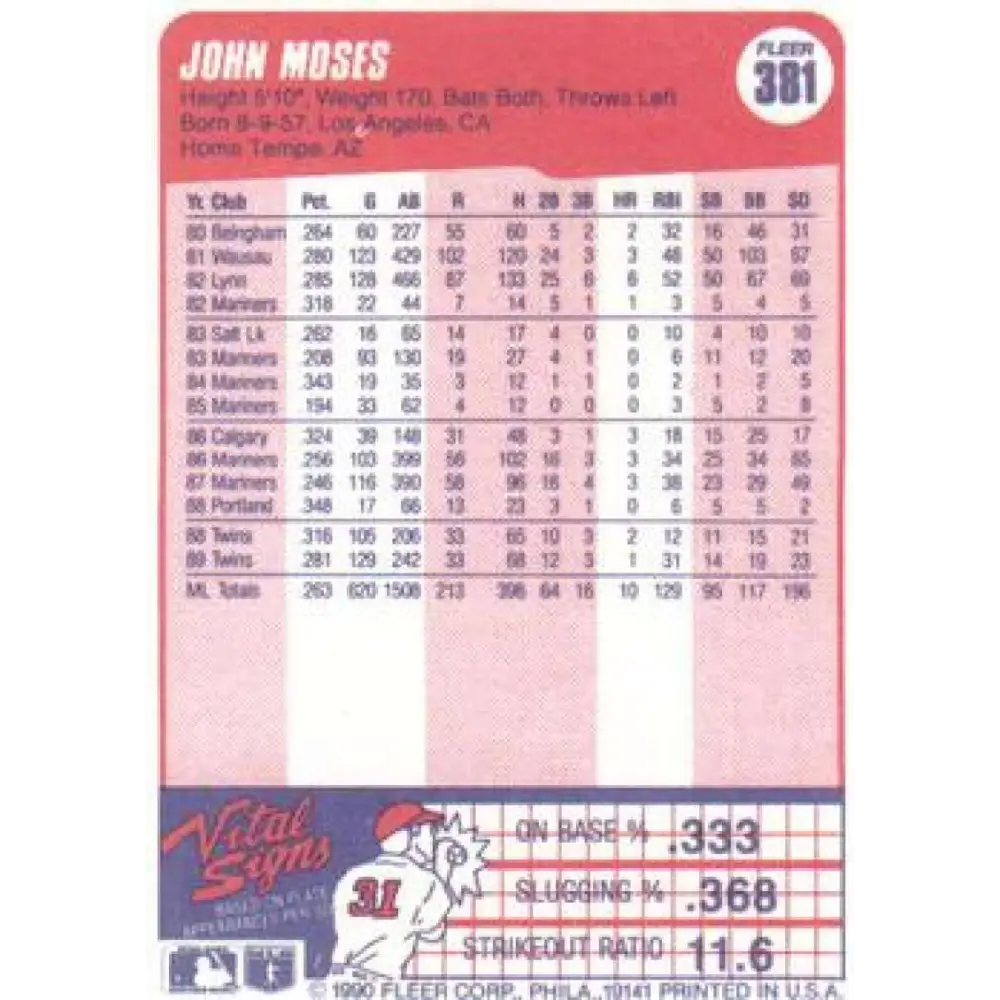 JOHN MOSES
FLEER
381
Height 5'10", Weight 170, Bats Both, Throws Left
Born 8-9-57, Los Angeles, CA
Home Tempe, AZ
Yr. Club Pct. G AB R H 2B 3B HR RBI SB BB SO
80 Belngham .264 60 227 55 60 5 2 2 32 16 46 31
81 Wausau .280 123 429 102 120 24 3 3 48 50 103 67
82 Lynn .285 128 466 87 133 25 6 6 52 50 67 69
82 Mariners .318 22 44 7 14 5 1 1 3 5 4 5
83 Salt Lk .262 16 65 14 17 4 0 0 10 4 10 10
83 Mariners .208 93 130 19 27 4 1 0 6 11 12 20
84 Mariners .343 19 35 3 12 1 1 0 2 1 2 5
85 Mariners .194 33 62 4 12 0 0 0 3 5 2 8
86 Calgary .324 39 148 31 48 3 1 3 18 15 25 17
86 Mariners .256 103 399 56 102 16 3 3 34 25 34 65
87 Mariners .246 116 390 58 96 16 4 3 38 23 29 49
88 Portland .348 17 66 13 23 3 1 0 6 5 5 2
88 Twins .316 105 206 33 65 10 3 2 12 11 15 21
89 Twins .281 129 242 33 68 12 3 1 31 14 19 23
ML Totals .263 620 1508 213 396 64 16 10 129 95 117 196
Vital
Signs
BASED ON PLATE
APPEARANCES
31
ON BASE % .333
SLUGGING % .368
STRIKEOUT RATIO 11.6
© 1990 FLEER CORP., PHILA., 19141 PRINTED IN U.S.A.